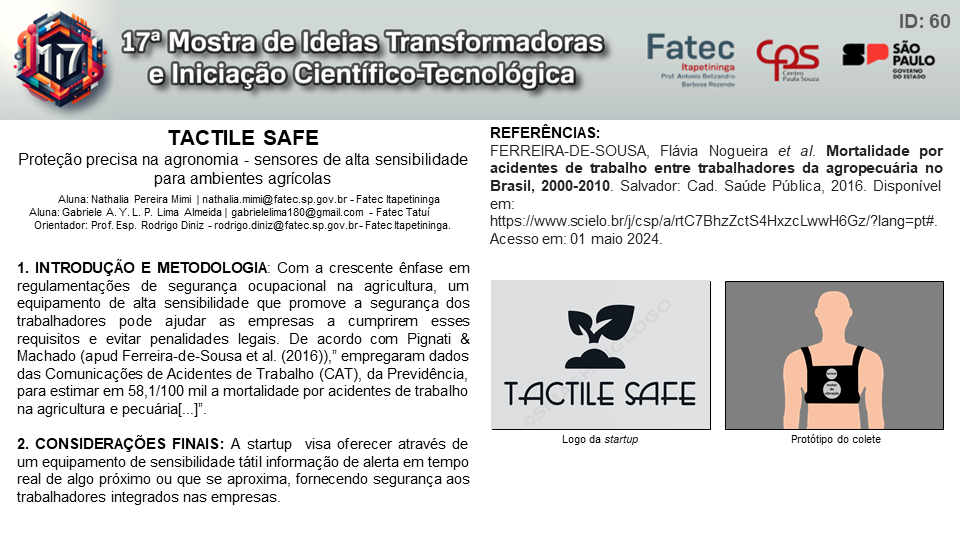 ID: 60
M17
17ª Mostra de Ideias Transformadoras
e Iniciação Científico-Tecnológica
Fatec
Itapetininga
Prof. Antonio Belizandro
Barbosa Rezende
CPS
Centro
Paula Souza
SP
SÃO PAULO
GOVERNO
DO ESTADO
TACTILE SAFE
Proteção precisa na agronomia - sensores de alta sensibilidade
para ambientes agrícolas
Aluna: Nathalia Pereira Mimi | nathalia.mimi@fatec.sp.gov.br - Fatec Itapetininga
Aluna: Gabriele A. Y. L. P. Lima Almeida | gabrielelima180@gmail.com - Fatec Tatuí
Orientador: Prof. Esp. Rodrigo Diniz - rodrigo.diniz@fatec.sp.gov.br - Fatec Itapetininga.
1. INTRODUÇÃO E METODOLOGIA: Com a crescente ênfase em
regulamentações de segurança ocupacional na agricultura, um
equipamento de alta sensibilidade que promove a segurança dos
trabalhadores pode ajudar as empresas a cumprirem esses
requisitos e evitar penalidades legais. De acordo com Pignati &
Machado (apud Ferreira-de-Sousa et al. (2016)),” empregaram dados
das Comunicações de Acidentes de Trabalho (CAT), da Previdência,
para estimar em 58,1/100 mil a mortalidade por acidentes de trabalho
na agricultura e pecuária[...]”.
2. CONSIDERAÇÕES FINAIS: A startup visa oferecer através de
um equipamento de sensibilidade tátil informação de alerta em tempo
real de algo próximo ou que se aproxima, fornecendo segurança aos
trabalhadores integrados nas empresas.
REFERÊNCIAS:
FERREIRA-DE-SOUSA, Flávia Nogueira et al. Mortalidade por
acidentes de trabalho entre trabalhadores da agropecuária no
Brasil, 2000-2010. Salvador: Cad. Saúde Pública, 2016. Disponível
em:
https://www.scielo.br/j/csp/a/rtC7BhzZctS4HxzcLwwH6Gz/?lang=pt#.
Acesso em: 01 maio 2024.
TACTILE SAFE
Logo da startup
Protótipo do colete